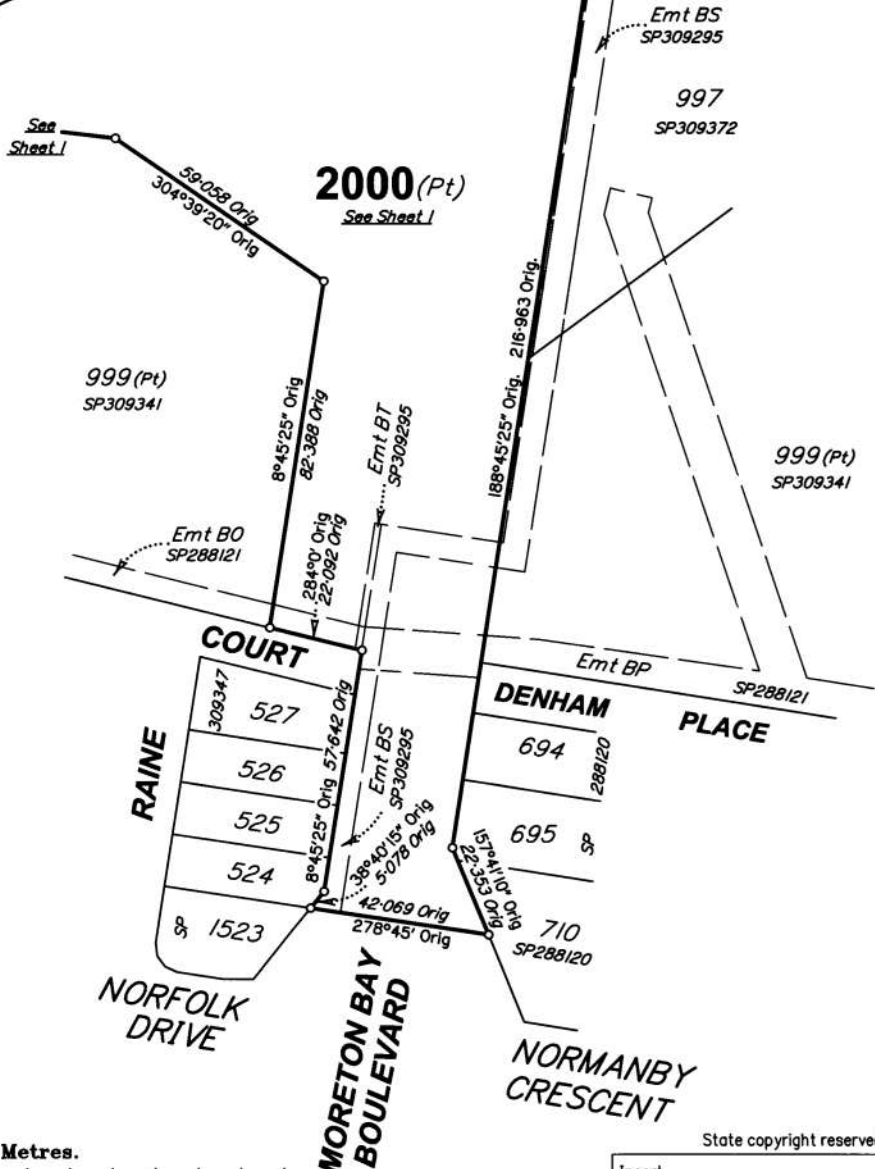 Emt BS
SP309295
997
SP309372
See
Sheet 1
59·058 Orig
304°39'20" Orig
2000 (Pt)
See Sheet 1
216·963 Orig.
188°45'25" Orig.
999 (Pt)
SP309341
8°45'25" Orig
82·388 Orig
Emt BT
SP309295
999 (Pt)
SP309341
Emt BO
SP288121
284°0' Orig
22·092 Orig
COURT
Emt BP
SP288121
DENHAM
PLACE
RAINE
309347
527
526
525
524
SP
1523
8°45'25" Orig
57·642 Orig
Emt BS
SP309295
38°40'15" Orig
5·078 Orig
694
288120
695
SP
157°41'10" Orig
22·353 Orig
42·069 Orig
278°45' Orig
710
SP288120
NORFOLK
DRIVE
MORETON BAY
BOULEVARD
NORMANBY
CRESCENT
State copyright reserved
Metres.